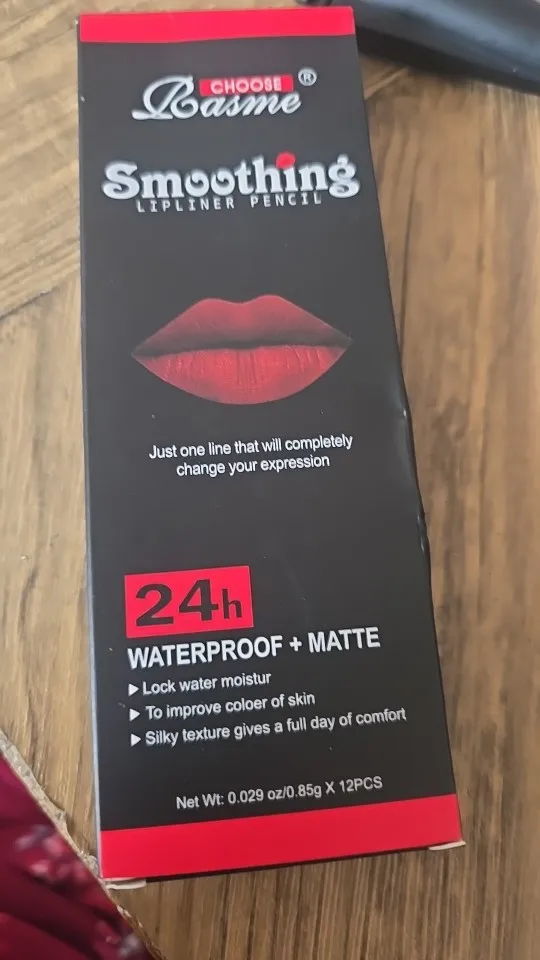 CHOOSE
Rasme®
Smoothing
LIPLINER PENCIL
Just one line that will completely
change your expression
24h
WATERPROOF + MATTE
▶ Lock water moistur
▶ To improve coloer of skin
▶ Silky texture gives a full day of comfort
Net Wt: 0.029 oz/0.85g X 12PCS